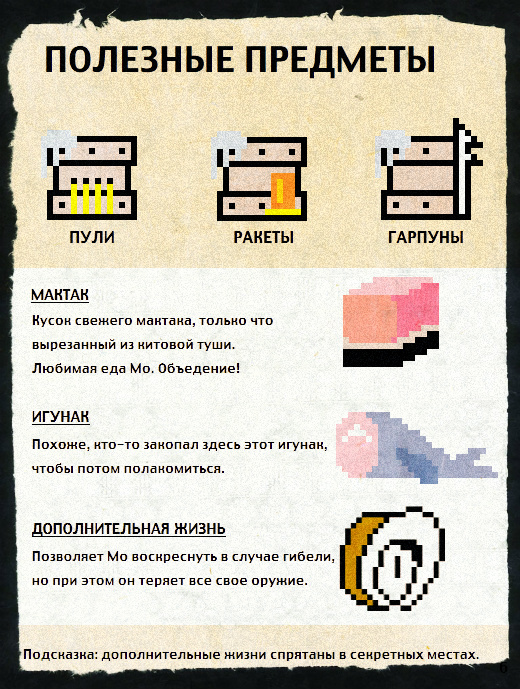 ПОЛЕЗНЫЕ ПРЕДМЕТЫ
ПУЛИ
РАКЕТЫ
ГАРПУНЫ
МАКТАК
Кусок свежего мактака, только что
вырезанный из китовой туши.
Любимая еда Мо. Объедение!
ИГУНАК
Похоже, кто-то закопал здесь этот игунак,
чтобы потом полакомиться.
ДОПОЛНИТЕЛЬНАЯ ЖИЗНЬ
Позволяет Мо воскреснуть в случае гибели,
но при этом он теряет все свое оружие.
Подсказка: дополнительные жизни спрятаны в секретных местах.